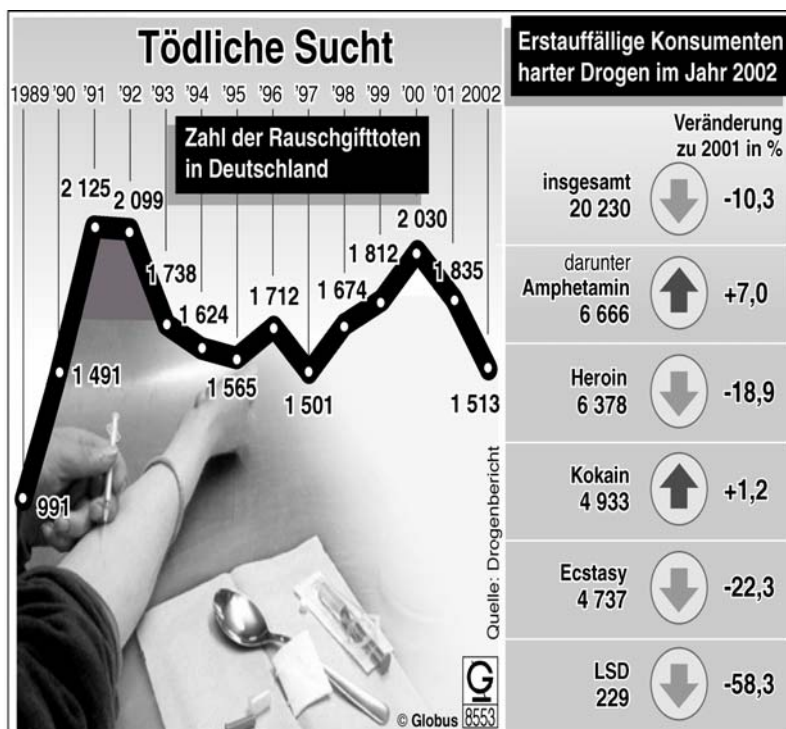 Tödliche Sucht
1989 '90 '91 '92 '93 '94 '95 '96 '97 '98 '99 '00 '01 2002
Zahl der Rauschgifttoten
in Deutschland
991
1 491
2 125
2 099
1 738
1 624
1 565
1 712
1 501
1 674
1 812
2 030
1 835
1 513
Quelle: Drogenbericht
© Globus
G
8553
Erstauffällige Konsumenten
harter Drogen im Jahr 2002
Veränderung
zu 2001 in %
insgesamt
20 230
-10,3
darunter
Amphetamin
6 666
+7,0
Heroin
6 378
-18,9
Kokain
4 933
+1,2
Ecstasy
4 737
-22,3
LSD
229
-58,3